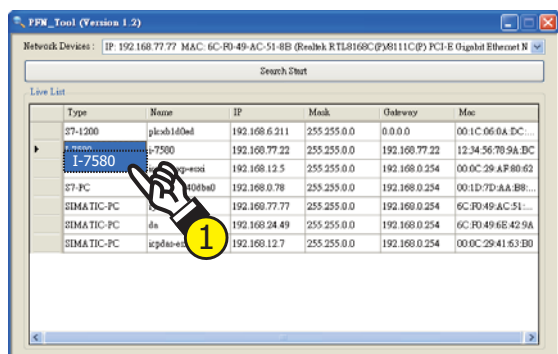 PFN_Tool (Version 1.2)
Network Devices : IP: 192.168.77.77 MAC: 6C-F0-49-AC-51-8B (Realtek RTL8168C(P)/8111C(P) PCI-E Gigabit Ethernet N
Search Start
Live List
Type Name IP Mask Gateway Mac
S7-1200 plcxb1d0ed 192.168.6.211 255.255.0.0 0.0.0.0 00:1C:06:0A:DC:...
I-7580 i-7580 192.168.77.22 255.255.0.0 192.168.77.22 12:34:56:78:9A:BC
I-7580
192.168.12.5 255.255.0.0 192.168.0.254 00:0C:29:AF:80:62
S7-PC 40dba0 192.168.0.78 255.255.0.0 192.168.0.254 00:1D:7D:AA:B8:...
SIMATIC-PC 192.168.77.77 255.255.0.0 192.168.0.254 6C:F0:49:AC:51:...
SIMATIC-PC da 192.168.24.49 255.255.0.0 192.168.0.254 6C:F0:49:6E:42:9A
SIMATIC-PC icpdas-es 192.168.12.7 255.255.0.0 192.168.0.254 00:0C:29:41:63:B0
1